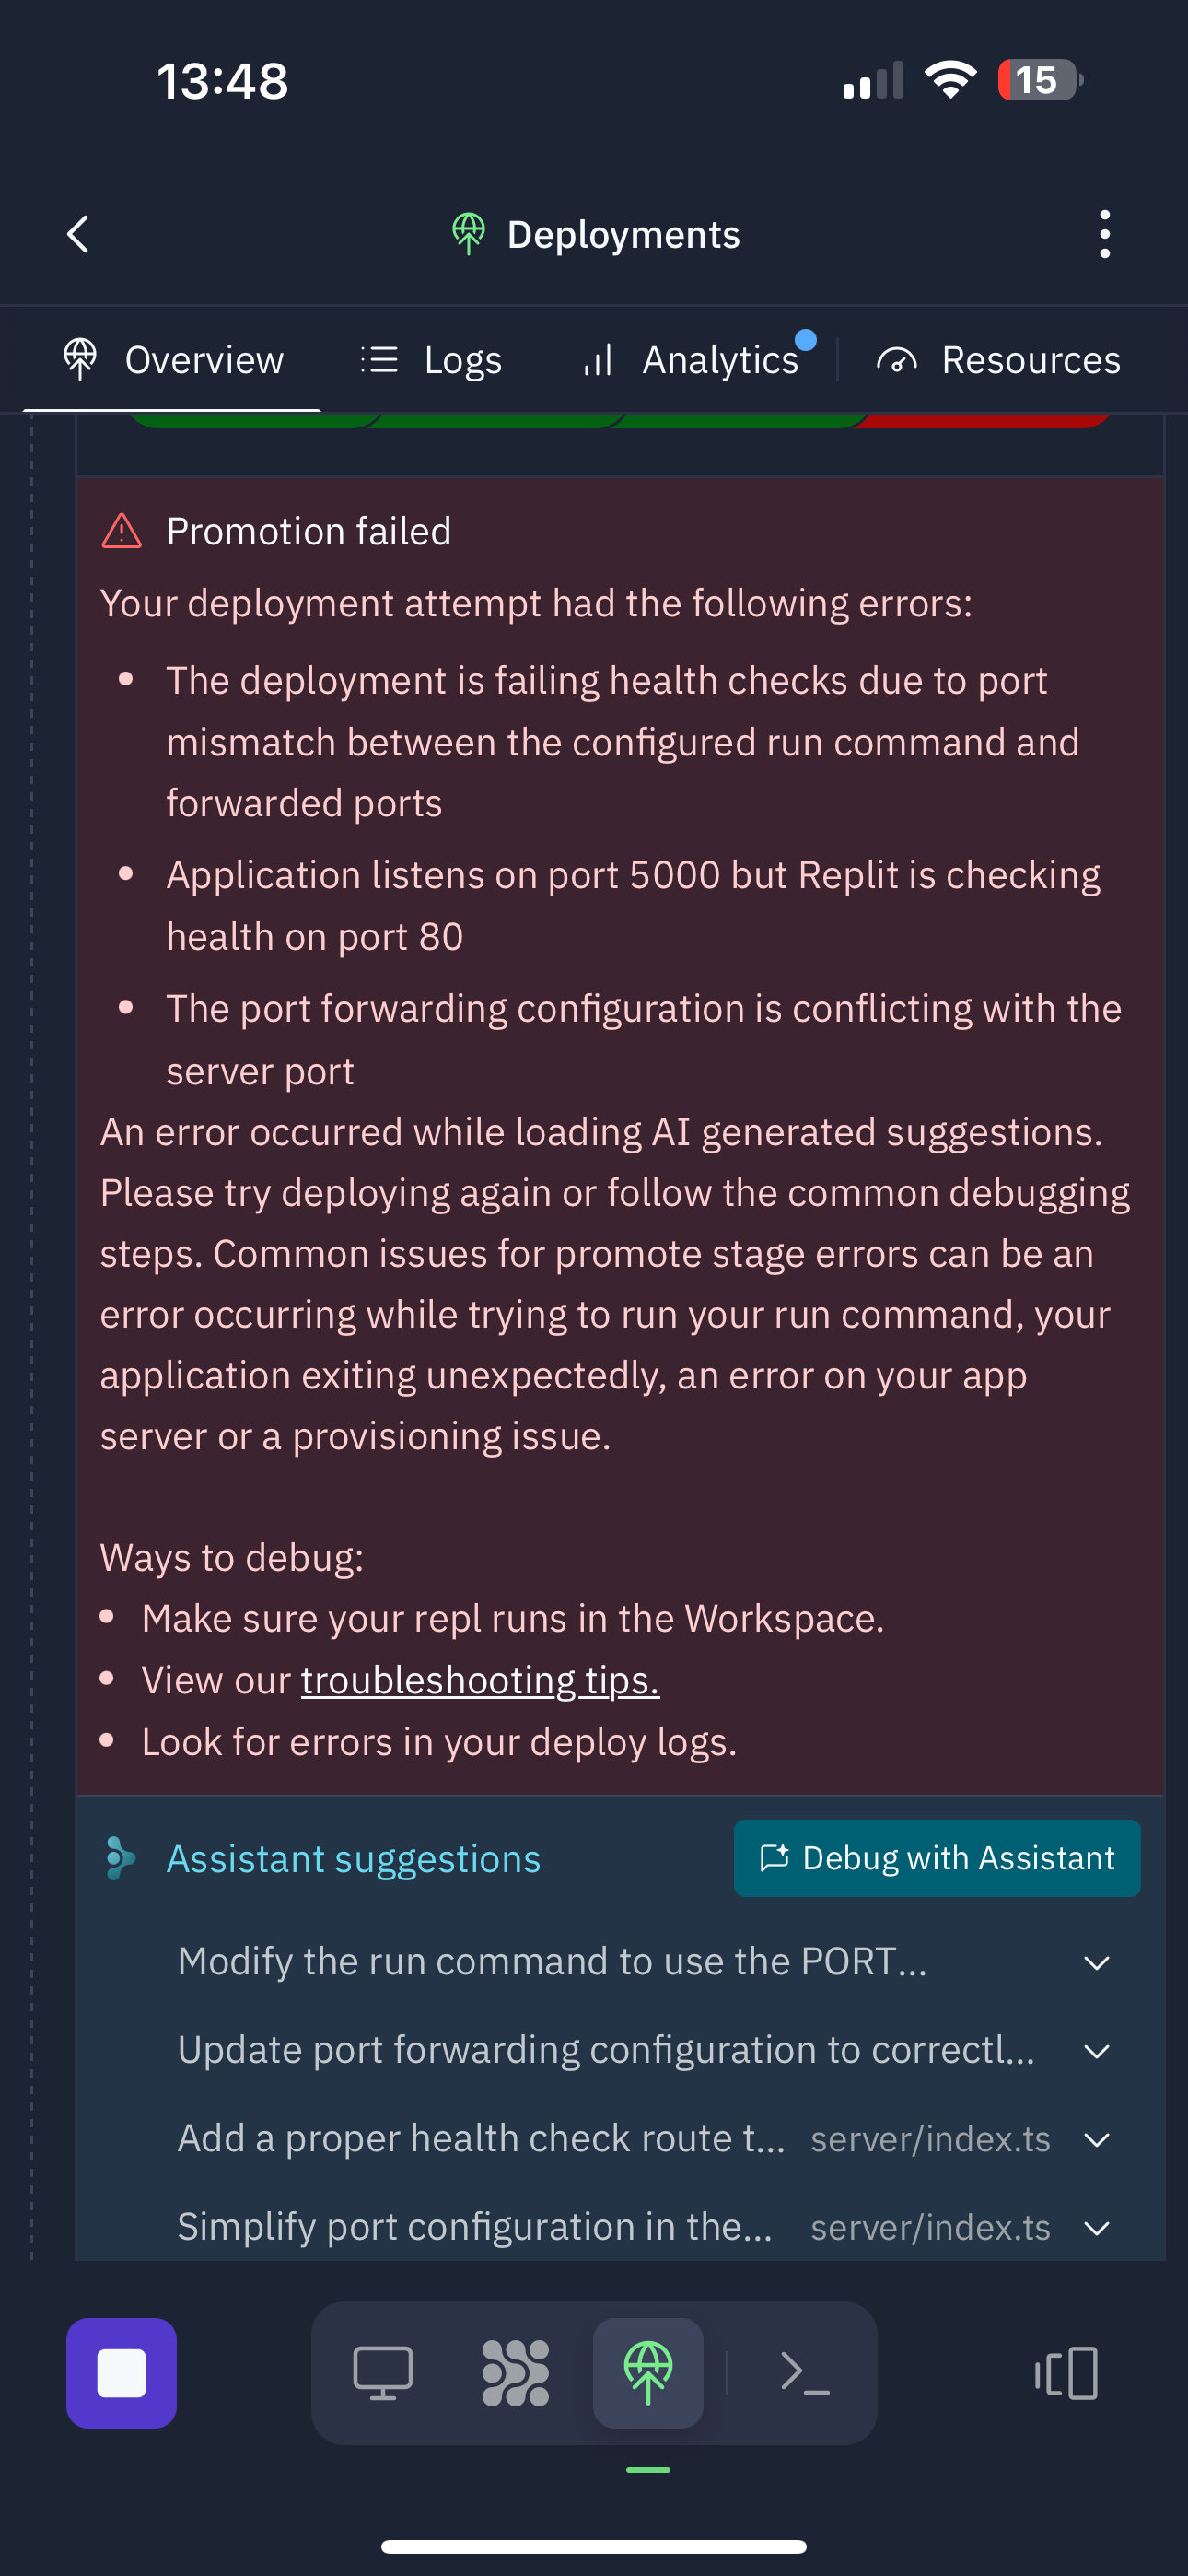 13:48
15
Deployments
Overview
Logs
Analytics
Resources
Promotion failed
Your deployment attempt had the following errors:
• The deployment is failing health checks due to port
mismatch between the configured run command and
forwarded ports
• Application listens on port 5000 but Replit is checking
health on port 80
• The port forwarding configuration is conflicting with the
server port
An error occurred while loading AI generated suggestions.
Please try deploying again or follow the common debugging
steps. Common issues for promote stage errors can be an
error occurring while trying to run your run command, your
application exiting unexpectedly, an error on your app
server or a provisioning issue.
Ways to debug:
• Make sure your repl runs in the Workspace.
• View our troubleshooting tips.
• Look for errors in your deploy logs.
Assistant suggestions
Debug with Assistant
Modify the run command to use the PORT...
Update port forwarding configuration to correctl...
Add a proper health check route t... server/index.ts
Simplify port configuration in the... server/index.ts